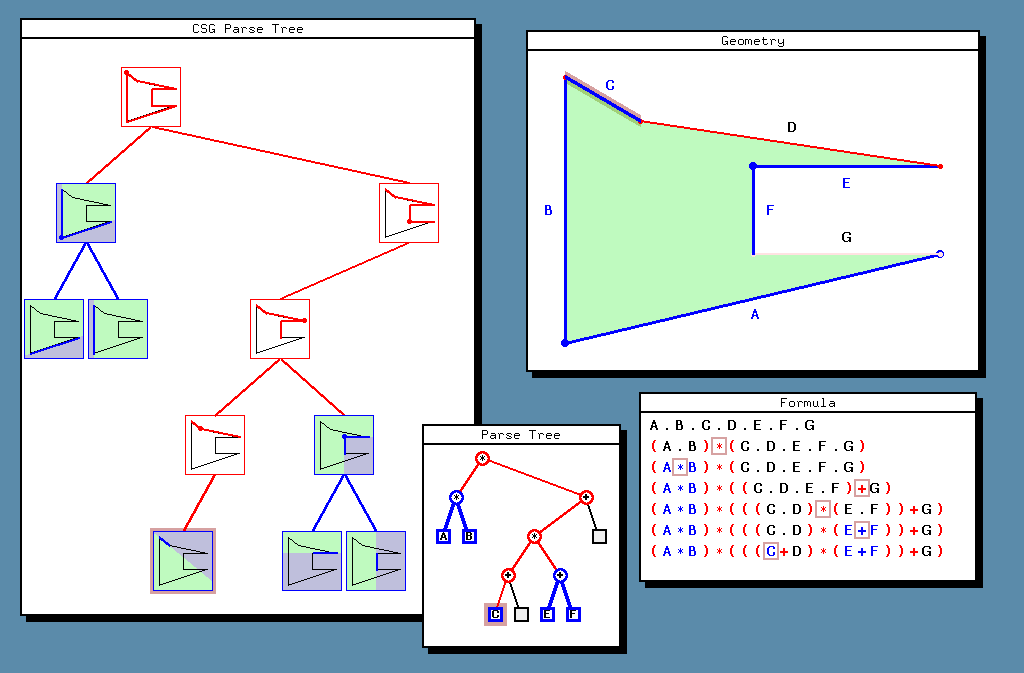 CSG Parse Tree
Geometry
C
D
E
B
F
G
A
Formula
A . B . C . D . E . F . G
( A . B ) * ( C . D . E . F . G )
( A * B ) * ( C . D . E . F . G )
( A * B ) * ( ( C . D . E . F ) + G )
( A * B ) * ( ( ( C . D ) * ( E . F ) ) + G )
( A * B ) * ( ( ( C . D ) * ( E + F ) ) + G )
( A * B ) * ( ( ( C + D ) * ( E + F ) ) + G )
Parse Tree
*
* +
A B *
+ +
C E F